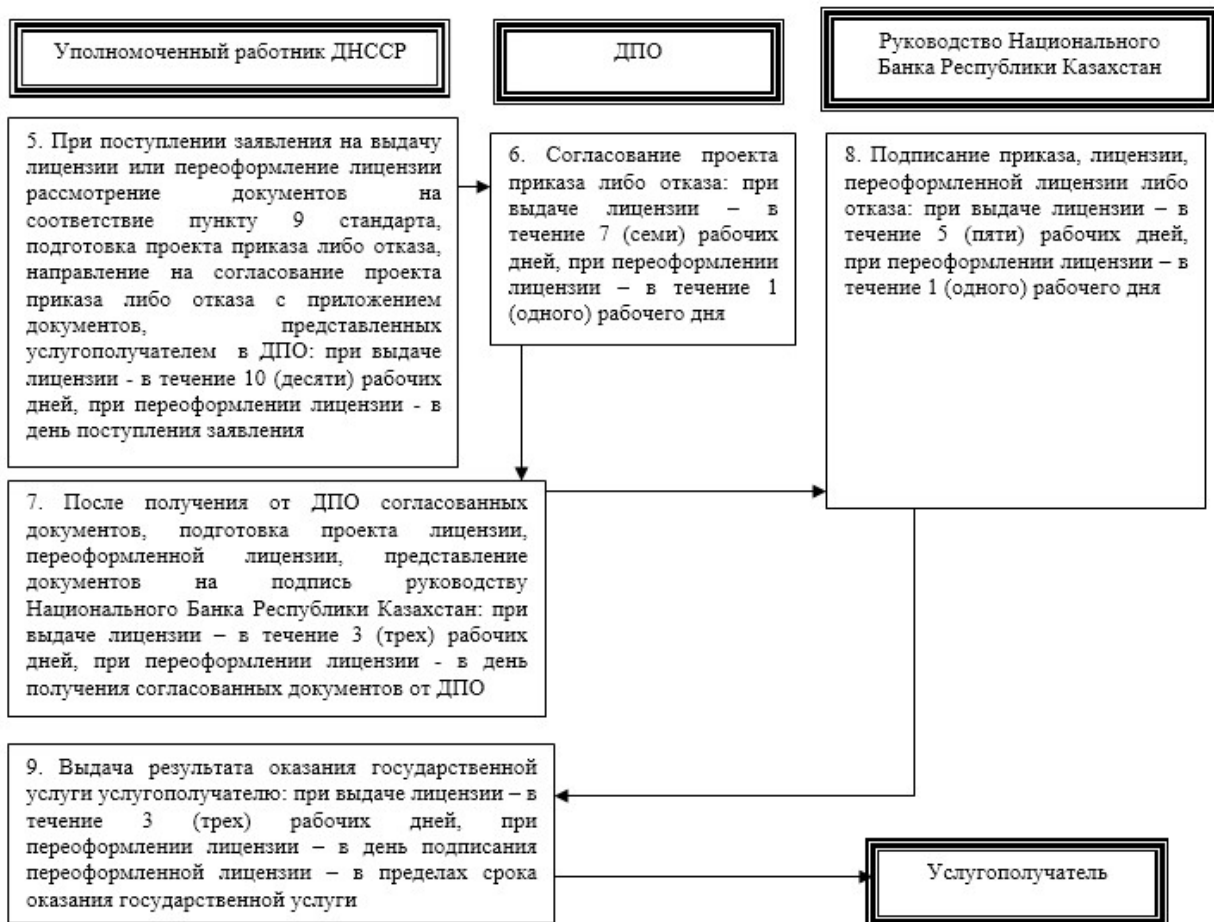 Уполномоченный работник ДНССР
ДПО
Руководство Национального
Банка Республики Казахстан
5. При поступлении заявления на выдачу
лицензии или переоформление лицензии
рассмотрение документов на
соответствие пункту 9 стандарта,
подготовка проекта приказа либо отказа,
направление на согласование проекта
приказа либо отказа с приложением
документов, представленных
услугополучателем в ДПО: при выдаче
лицензии - в течение 10 (десяти) рабочих
дней, при переоформлении лицензии - в
день поступления заявления
6. Согласование проекта
приказа либо отказа: при
выдаче лицензии – в
течение 7 (семи) рабочих
дней, при переоформлении
лицензии – в течение 1
(одного) рабочего дня
8. Подписание приказа, лицензии,
переоформленной лицензии либо
отказа: при выдаче лицензии – в
течение 5 (пяти) рабочих дней,
при переоформлении лицензии – в
течение 1 (одного) рабочего дня
7. После получения от ДПО согласованных
документов, подготовка проекта лицензии,
переоформленной лицензии, представление
документов на подпись руководству
Национального Банка Республики Казахстан: при
выдаче лицензии – в течение 3 (трех) рабочих
дней, при переоформлении лицензии - в день
получения согласованных документов от ДПО
9. Выдача результата оказания государственной
услуги услугополучателю: при выдаче лицензии – в
течение 3 (трех) рабочих дней, при
переоформлении лицензии – в день подписания
переоформленной лицензии – в пределах срока
оказания государственной услуги
Услугополучатель